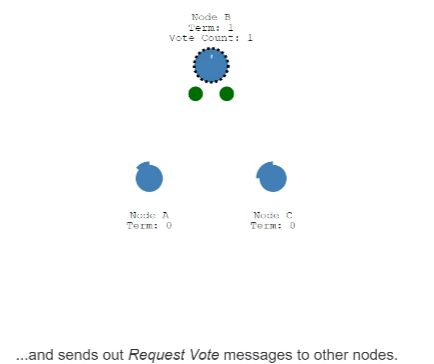 Node B
Term: 1
Vote Count: 1
Node A
Term: 0
Node C
Term: 0
...and sends out Request Vote messages to other nodes.